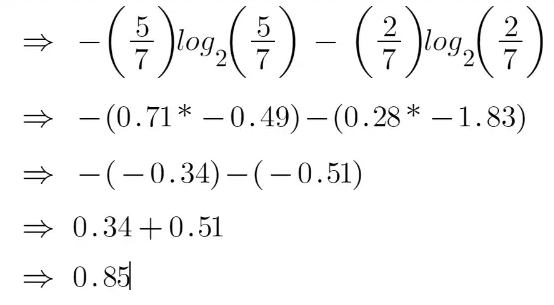 ⇒ −(5/7)log₂(5/7) − (2/7)log₂(2/7)
⇒ −(0.71* −0.49)−(0.28* −1.83)
⇒ −(−0.34)−(−0.51)
⇒ 0.34+0.51
⇒ 0.85